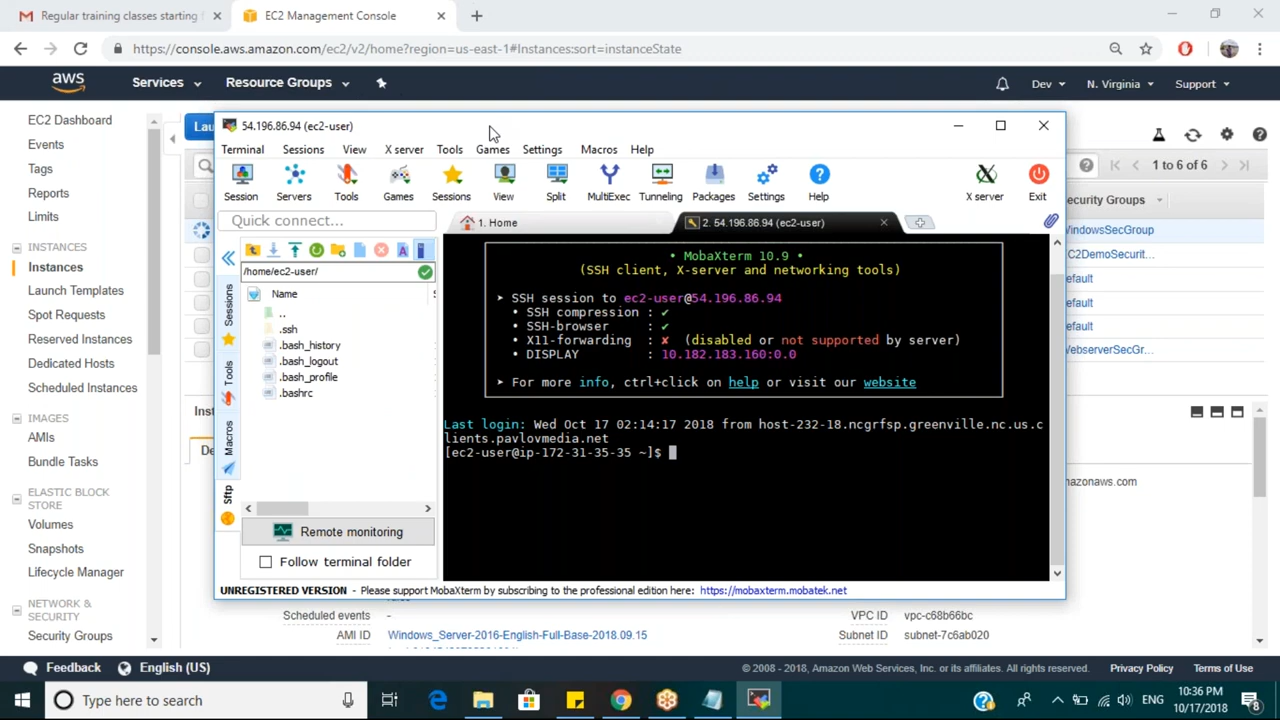 Regular training classes starting
EC2 Management Console
https://console.aws.amazon.com/ec2/v2/home?region=us-east-1#Instances:sort=instanceState
aws
Services
Resource Groups
Dev
N. Virginia
Support
EC2 Dashboard
Events
Tags
Reports
Limits
INSTANCES
Instances
Launch Templates
Spot Requests
Reserved Instances
Dedicated Hosts
Scheduled Instances
IMAGES
AMIs
Bundle Tasks
ELASTIC BLOCK
STORE
Volumes
Snapshots
Lifecycle Manager
NETWORK &
SECURITY
Security Groups
1 to 6 of 6
54.196.86.94 (ec2-user)
Terminal
Sessions
View
X server
Tools
Games
Settings
Macros
Help
Session
Servers
Tools
Games
Sessions
View
Split
MultiExec
Tunneling
Packages
Settings
Help
X server
Exit
Quick connect...
1. Home
2. 54.196.86.94 (ec2-user)
/home/ec2-user/
Name
..
.ssh
.bash_history
.bash_logout
.bash_profile
.bashrc
Sessions
Tools
Macros
Sftp
Remote monitoring
Follow terminal folder
• MobaXterm 10.9 •
(SSH client, X-server and networking tools)
➤ SSH session to ec2-user@54.196.86.94
• SSH compression : ✔
• SSH-browser : ✔
• X11-forwarding : ✘ (disabled or not supported by server)
• DISPLAY : 10.182.183.160:0.0
➤ For more info, ctrl+click on help or visit our website
Last login: Wed Oct 17 02:14:17 2018 from host-232-18.ncgrfsp.greenville.nc.us.c
lients.pavlovmedia.net
[ec2-user@ip-172-31-35-35 ~]$
UNREGISTERED VERSION - Please support MobaXterm by subscribing to the professional edition here: https://mobaxterm.mobatek.net
Scheduled events -
VPC ID vpc-c68b66bc
AMI ID Windows_Server-2016-English-Full-Base-2018.09.15
Subnet ID subnet-7c6ab020
Feedback
English (US)
© 2008 - 2018, Amazon Web Services, Inc. or its affiliates. All rights reserved.
Privacy Policy
Terms of Use
Type here to search
ENG
10:36 PM
10/17/2018
8